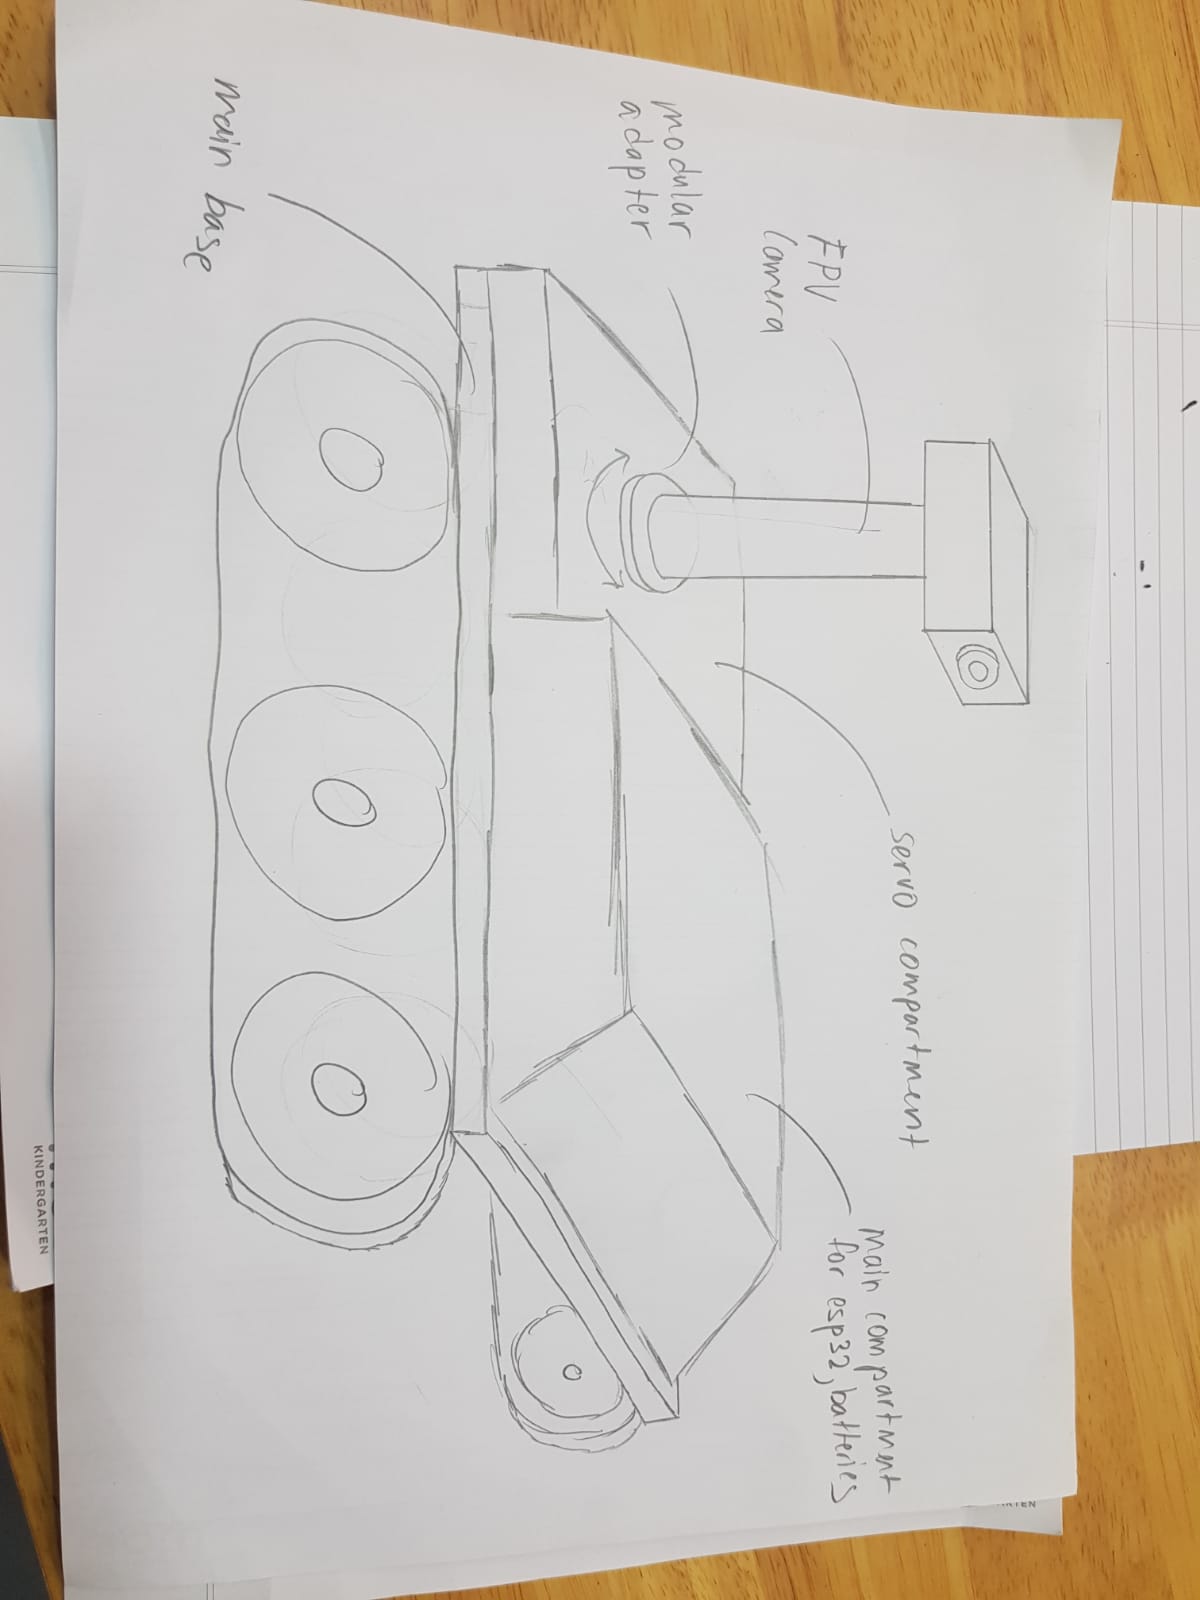 servo compartment
Main compartment
for esp32, batteries
FPV
Camera
modular
adapter
main base
KINDERGARTEN